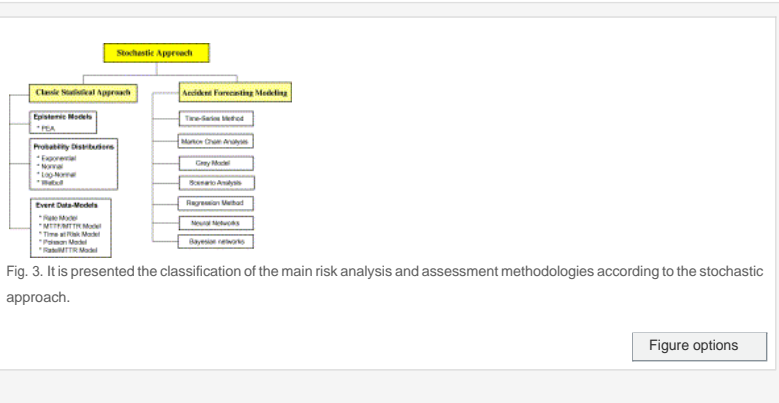 Stochastic Approach
Classic Statistical Approach
Epistemic Models
* PEA
Probability Distributions
* Exponential
* Normal
* Log-Normal
* Weibull
Event Data-Models
* Rate Model
* MTTF/MTTR Model
* Time at Risk Model
* Poisson Model
* Rate/MTTR Model
Accident Forecasting Modeling
Time-Series Method
Markov Chain Analysis
Grey Model
Scenario Analysis
Regression Method
Neural Networks
Bayesian networks
Fig. 3. It is presented the classification of the main risk analysis and assessment methodologies according to the stochastic
approach.
Figure options